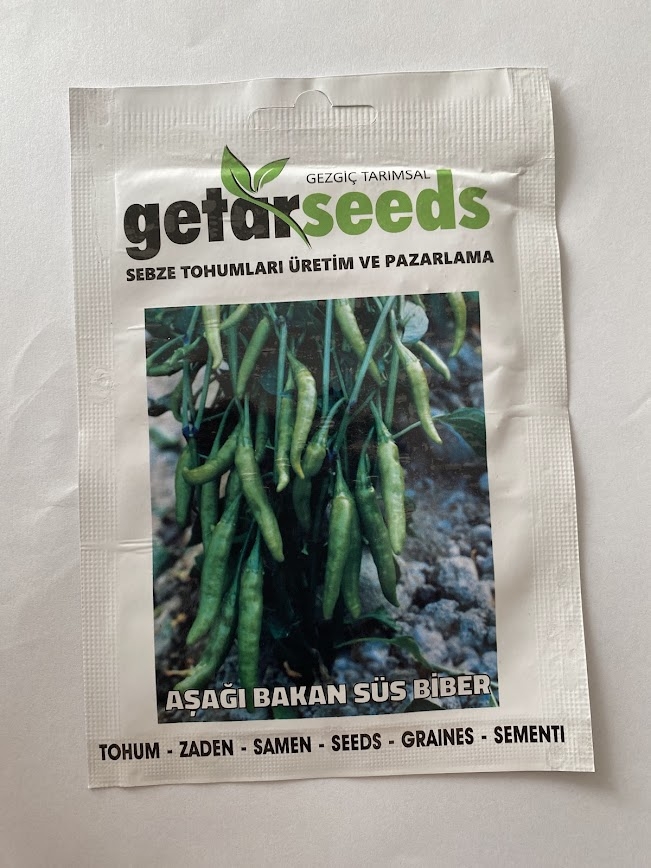 GEZGİÇ TARIMSAL
getarseeds
SEBZE TOHUMLARI ÜRETİM VE PAZARLAMA
AŞAĞI BAKAN SÜS BİBER
TOHUM - ZADEN - SAMEN - SEEDS - GRAINES - SEMENTI